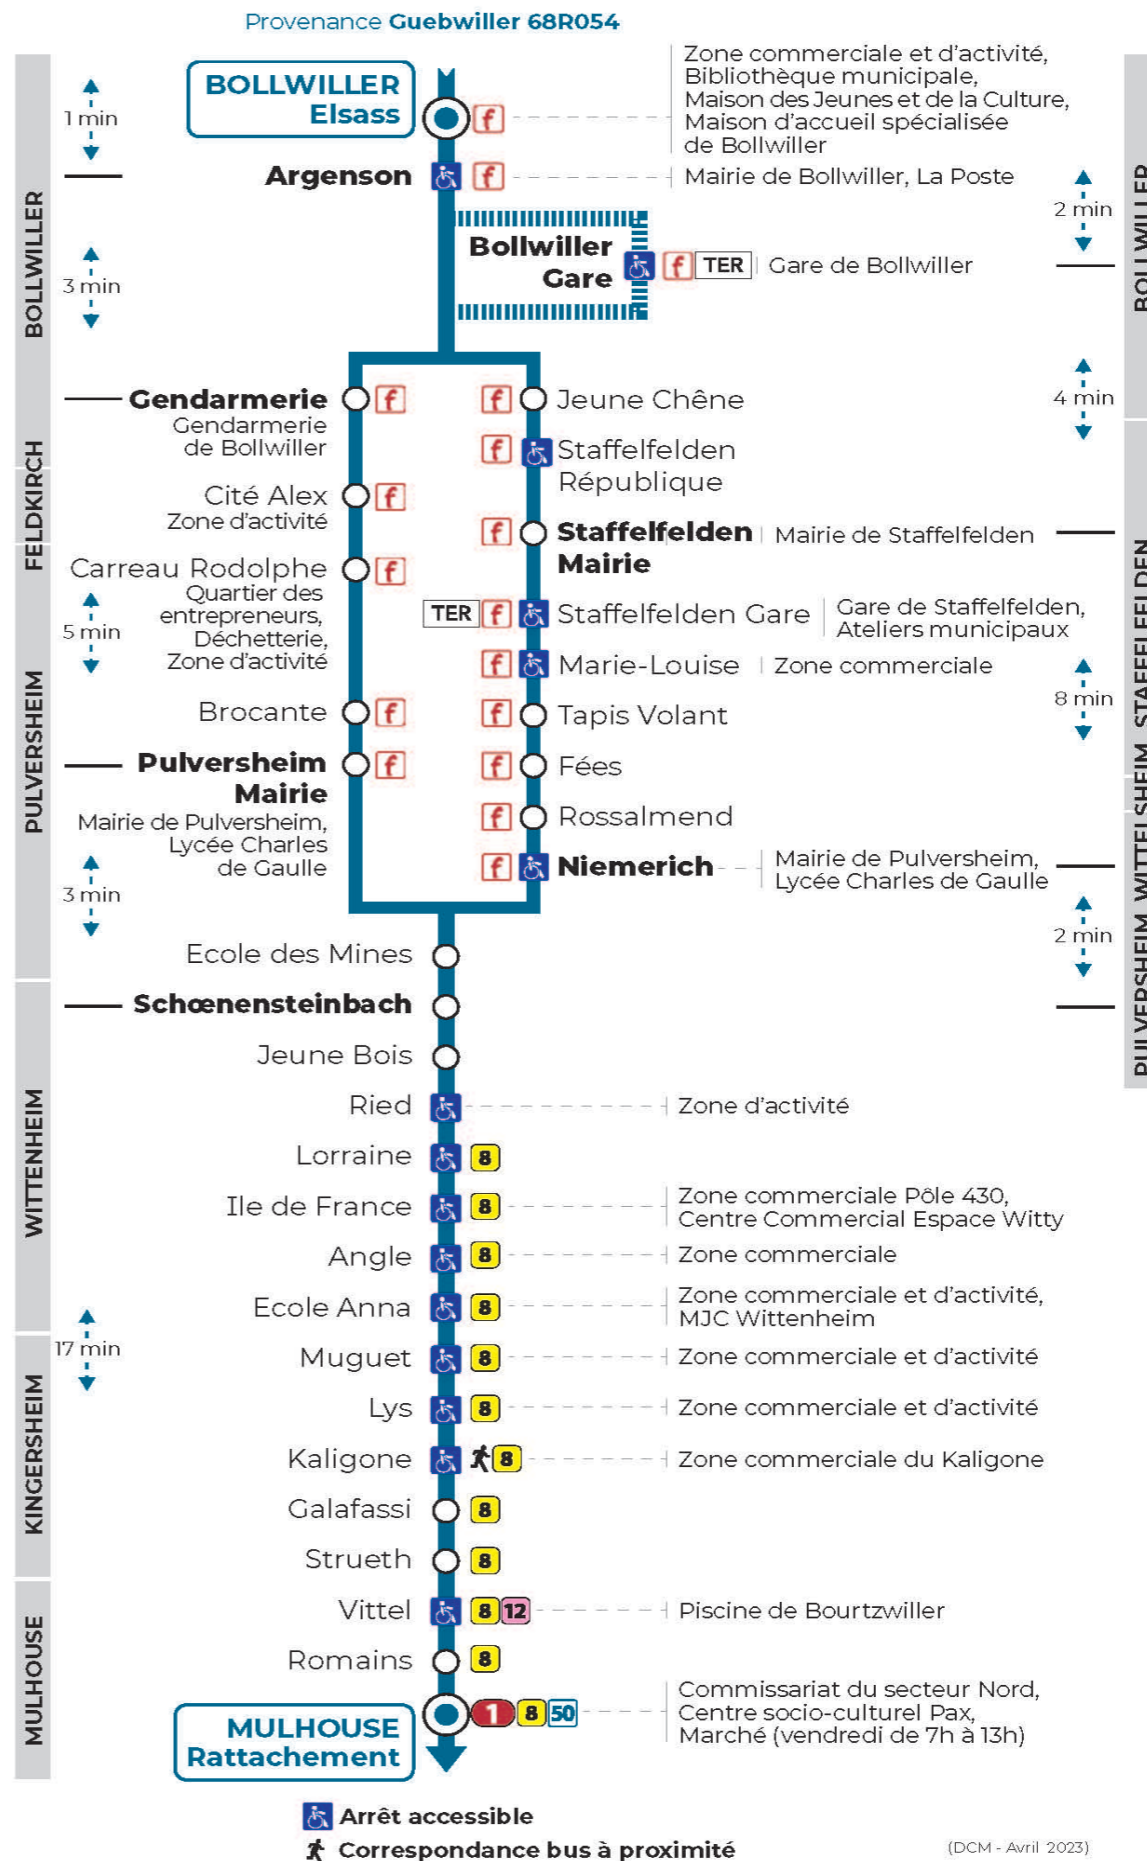 Provenance Guebwiller 68R054
BOLLWILLER
Elsass
f
Zone commerciale et d'activité,
Bibliothèque municipale,
Maison des Jeunes et de la Culture,
Maison d'accueil spécialisée
de Bollwiller
1 min
Argenson
f
Mairie de Bollwiller, La Poste
2 min
BOLLWILLER
BOLLWILLER
Bollwiller
Gare
f
TER
Gare de Bollwiller
3 min
Gendarmerie
f
Gendarmerie
de Bollwiller
f
Jeune Chêne
4 min
f
Staffelfelden
République
FELDKIRCH
Cité Alex
f
Zone d'activité
f
Staffelfelden
Mairie
Mairie de Staffelfelden
STAFFELFELDEN
Carreau Rodolphe
f
Quartier des
entrepreneurs,
Déchetterie,
Zone d'activité
5 min
TER
f
Staffelfelden Gare
Gare de Staffelfelden,
Ateliers municipaux
f
Marie-Louise
Zone commerciale
8 min
PULVERSHEIM
Brocante
f
f
Tapis Volant
Pulversheim
Mairie
f
Mairie de Pulversheim,
Lycée Charles
de Gaulle
f
Fées
WITTELSHEIM
f
Rossalmend
f
Niemerich
Mairie de Pulversheim,
Lycée Charles de Gaulle
3 min
2 min
PULVERSHEIM
Ecole des Mines
Schœnensteinbach
Jeune Bois
WITTENHEIM
Ried
Zone d'activité
Lorraine
8
Ile de France
8
Zone commerciale Pôle 430,
Centre Commercial Espace Witty
Angle
8
Zone commerciale
Ecole Anna
8
Zone commerciale et d'activité,
MJC Wittenheim
17 min
Muguet
8
Zone commerciale et d'activité
KINGERSHEIM
Lys
8
Zone commerciale et d'activité
Kaligone
8
Zone commerciale du Kaligone
Galafassi
8
Strueth
8
MULHOUSE
Vittel
8 12
Piscine de Bourtzwiller
Romains
8
MULHOUSE
Rattachement
1 8 50
Commissariat du secteur Nord,
Centre socio-culturel Pax,
Marché (vendredi de 7h à 13h)
Arrêt accessible
Correspondance bus à proximité
(DCM - Avril 2023)